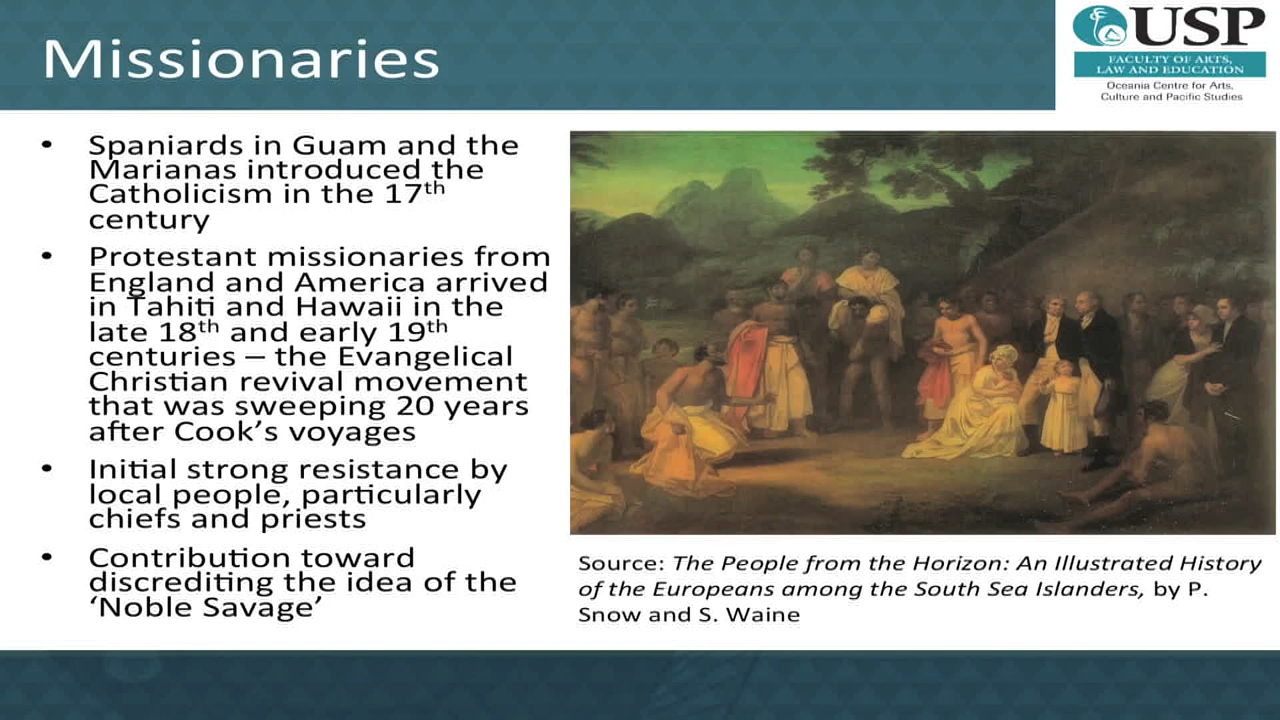 Missionaries
USP
FACULTY OF ARTS,
LAW AND EDUCATION
Oceania Centre for Arts,
Culture and Pacific Studies
• Spaniards in Guam and the
Marianas introduced the
Catholicism in the 17th
century
• Protestant missionaries from
England and America arrived
in Tahiti and Hawaii in the
late 18th and early 19th
centuries – the Evangelical
Christian revival movement
that was sweeping 20 years
after Cook’s voyages
• Initial strong resistance by
local people, particularly
chiefs and priests
• Contribution toward
discrediting the idea of the
‘Noble Savage’
Source: The People from the Horizon: An Illustrated History
of the Europeans among the South Sea Islanders, by P.
Snow and S. Waine